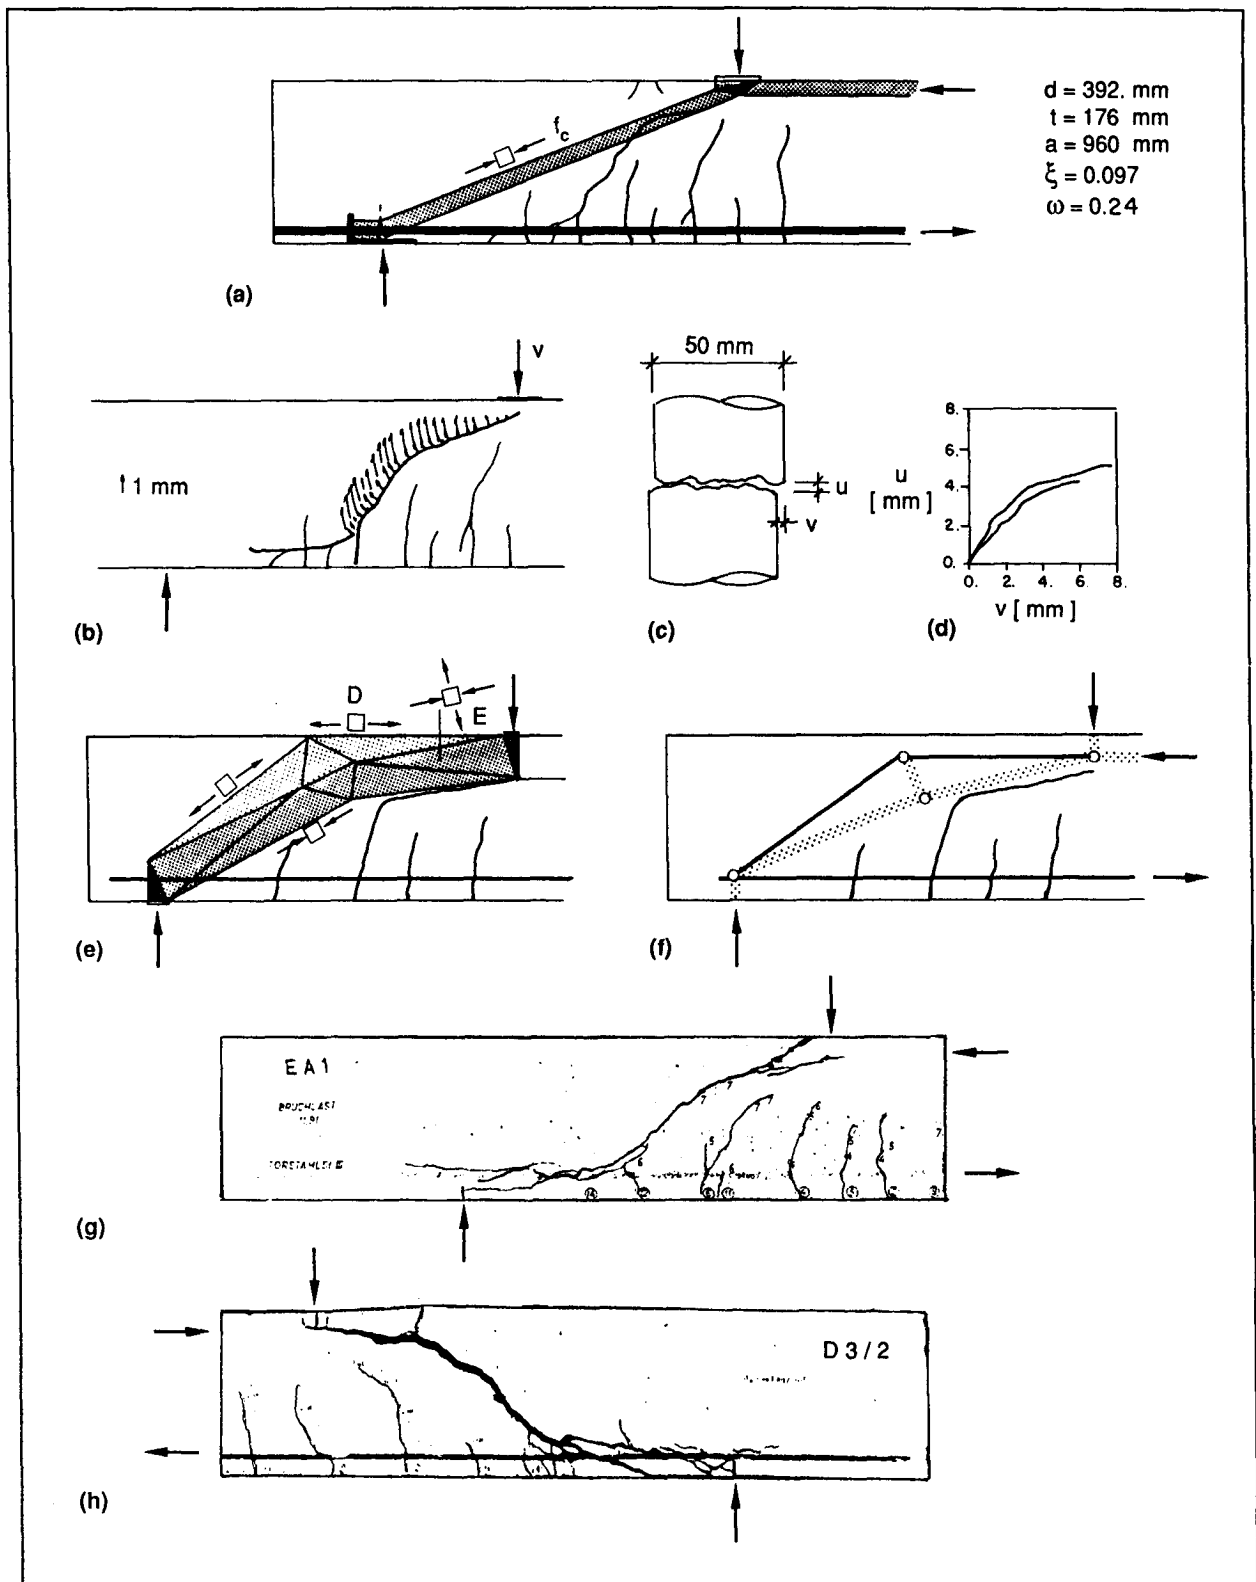 d = 392. mm
t = 176 mm
a = 960 mm
ξ = 0.097
ω = 0.24
f_c
(a)
v
1 mm
(b)
50 mm
u
v
(c)
8.
6.
4.
2.
0.
u
[ mm ]
0. 2. 4. 6. 8.
v [ mm ]
(d)
D
E
(e)
(f)
E A 1
BRUCHLAST
(g)
D 3 / 2
(h)